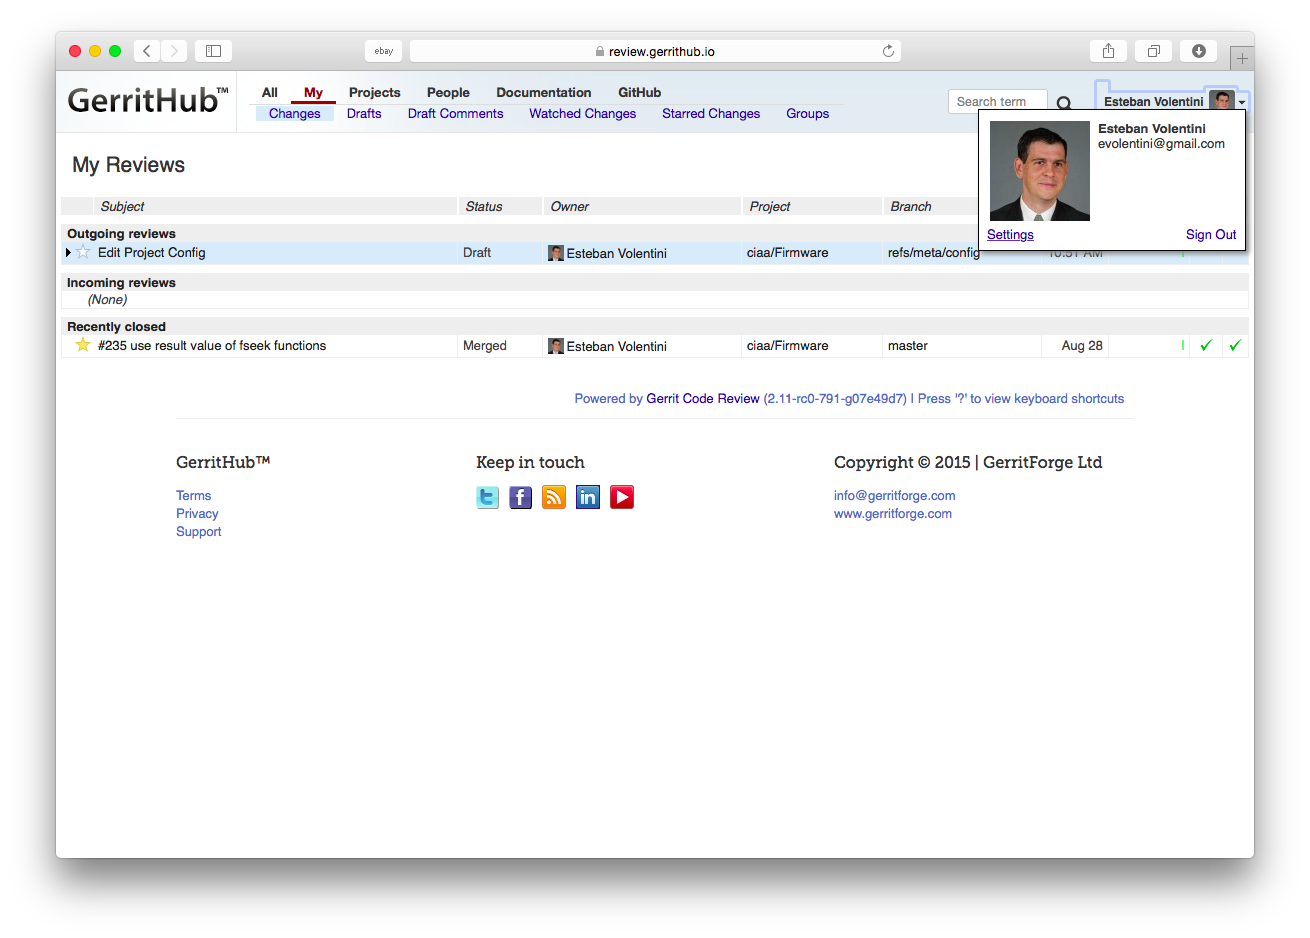 ebay
review.gerrithub.io
GerritHub™
All My Projects People Documentation GitHub
Changes Drafts Draft Comments Watched Changes Starred Changes Groups
Search term
Esteban Volentini
Esteban Volentini
evolentini@gmail.com
Settings Sign Out
My Reviews
Subject Status Owner Project Branch
Outgoing reviews
Edit Project Config Draft Esteban Volentini ciaa/Firmware refs/meta/config 10:51 AM
Incoming reviews
(None)
Recently closed
#235 use result value of fseek functions Merged Esteban Volentini ciaa/Firmware master Aug 28
Powered by Gerrit Code Review (2.11-rc0-791-g07e49d7) | Press '?' to view keyboard shortcuts
GerritHub™ Keep in touch Copyright © 2015 | GerritForge Ltd
Terms info@gerritforge.com
Privacy www.gerritforge.com
Support